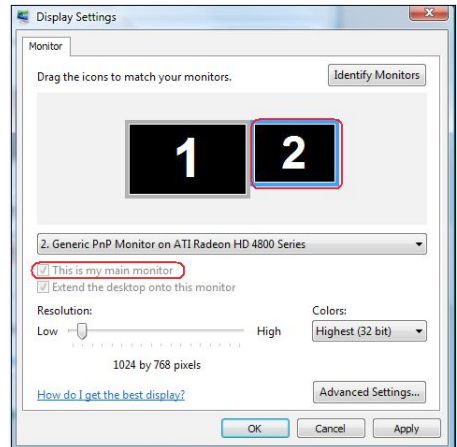 Display Settings
Monitor
Drag the icons to match your monitors.
Identify Monitors
1
2
2. Generic PnP Monitor on ATI Radeon HD 4800 Series
This is my main monitor
Extend the desktop onto this monitor
Resolution:
Colors:
Low
High
Highest (32 bit)
1024 by 768 pixels
How do I get the best display?
Advanced Settings...
OK
Cancel
Apply